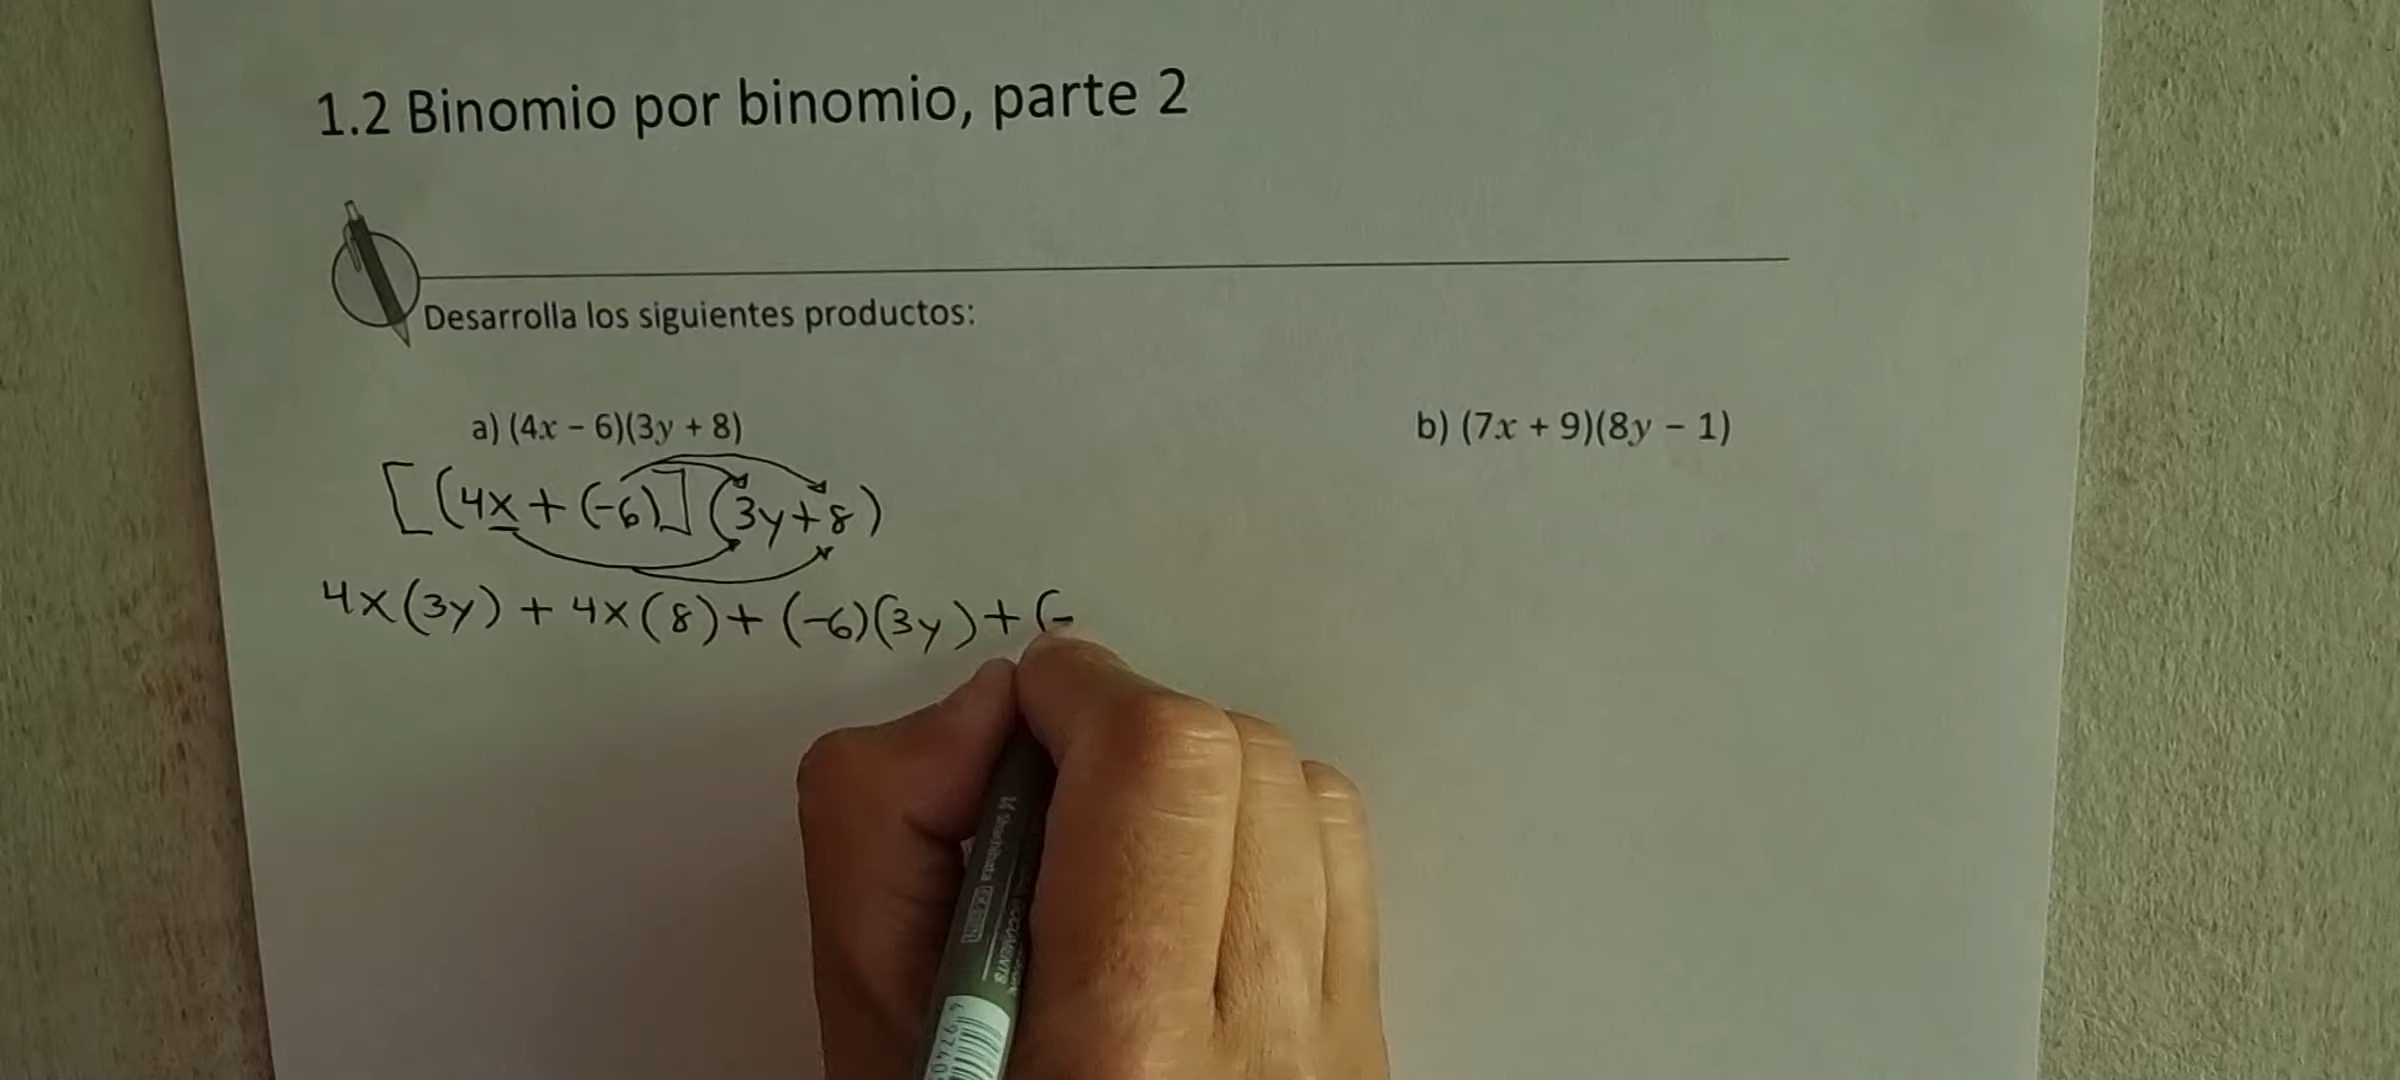 1.2 Binomio por binomio, parte 2
Desarrolla los siguientes productos:
a) (4x − 6)(3y + 8)
b) (7x + 9)(8y − 1)
[(4x + (-6)] (3y+8)
4x(3y) + 4x(8) + (-6)(3y) + (-